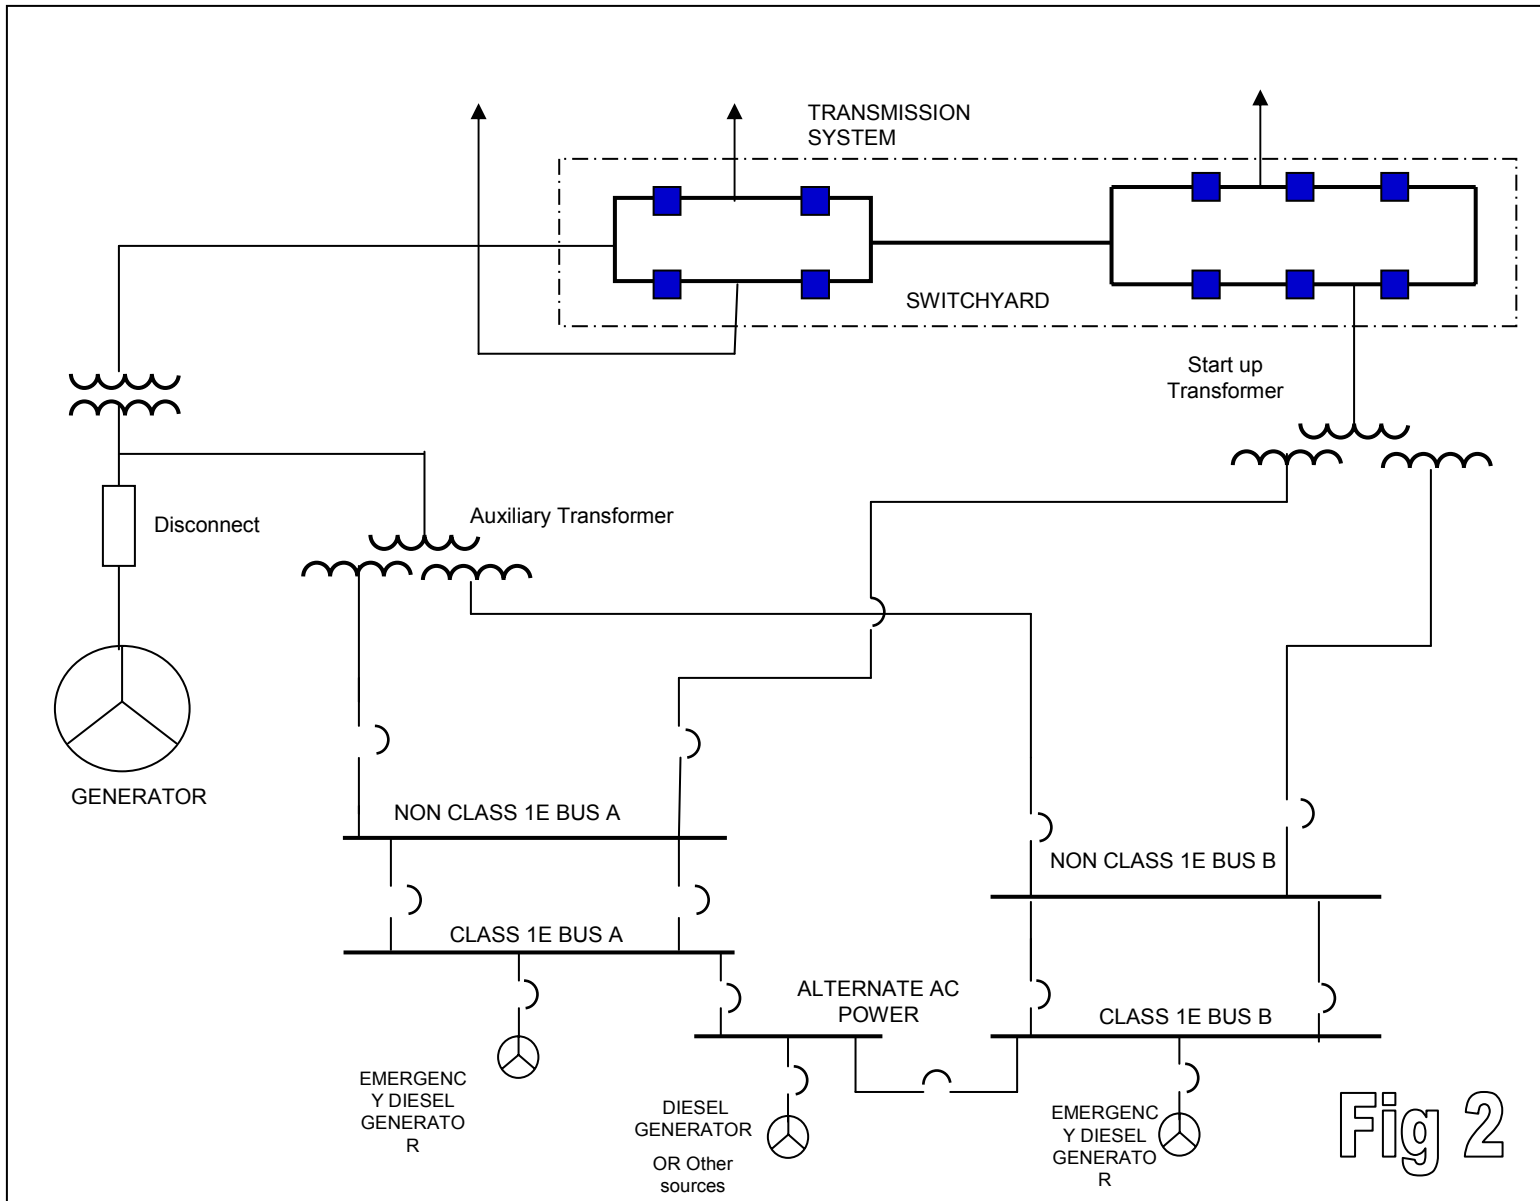 TRANSMISSION
SYSTEM
SWITCHYARD
Start up
Transformer
Disconnect
Auxiliary Transformer
GENERATOR
NON CLASS 1E BUS A
NON CLASS 1E BUS B
CLASS 1E BUS A
ALTERNATE AC
POWER
CLASS 1E BUS B
EMERGENC
Y DIESEL
GENERATO
R
DIESEL
GENERATOR
OR Other
sources
EMERGENC
Y DIESEL
GENERATO
R
Fig 2